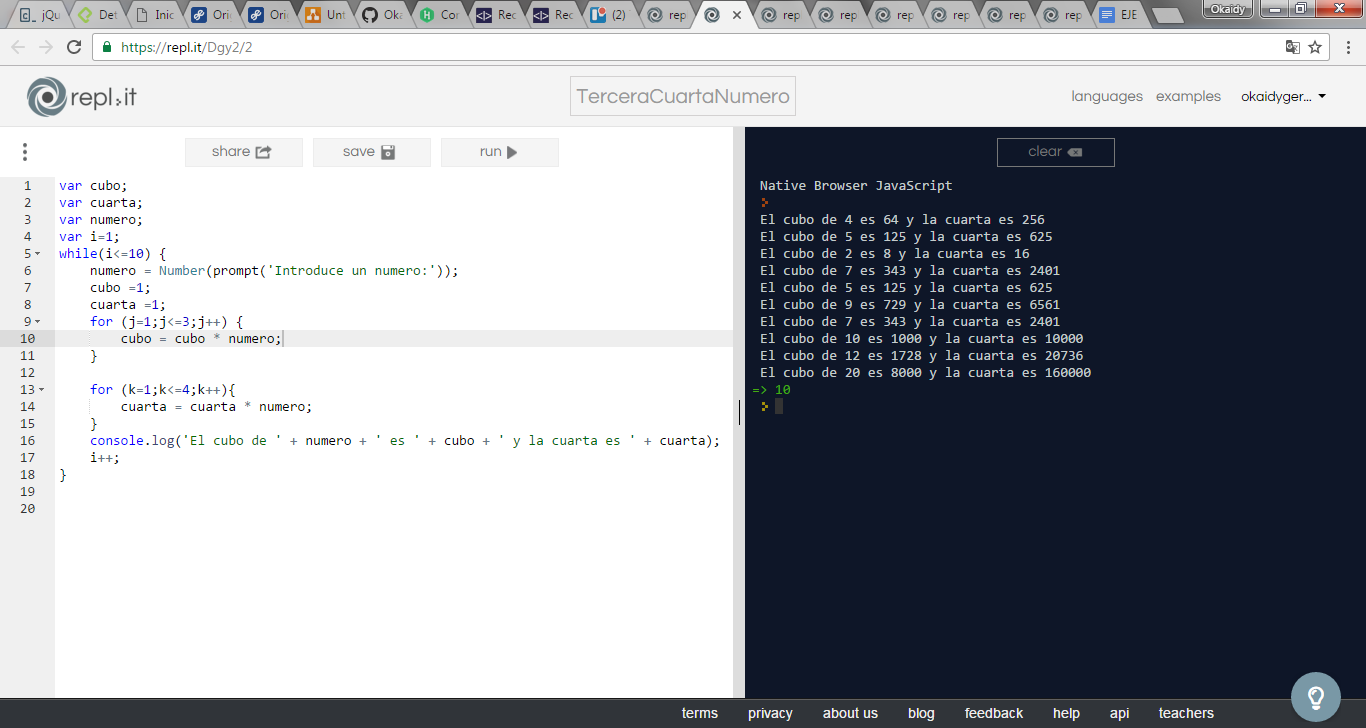 jQu Det Inic Ori Ori Unt Oka Cor Rec Rec (2) rep rep rep rep rep rep rep EJE Okaidy
https://repl.it/Dgy2/2
repl.it TerceraCuartaNumero languages examples okaidyger...
share save run clear
1 var cubo;
2 var cuarta;
3 var numero;
4 var i=1;
5 while(i<=10) {
6 numero = Number(prompt('Introduce un numero:'));
7 cubo =1;
8 cuarta =1;
9 for (j=1;j<=3;j++) {
10 cubo = cubo * numero;
11 }
12
13 for (k=1;k<=4;k++){
14 cuarta = cuarta * numero;
15 }
16 console.log('El cubo de ' + numero + ' es ' + cubo + ' y la cuarta es ' + cuarta);
17 i++;
18 }
19
20
Native Browser JavaScript
El cubo de 4 es 64 y la cuarta es 256
El cubo de 5 es 125 y la cuarta es 625
El cubo de 2 es 8 y la cuarta es 16
El cubo de 7 es 343 y la cuarta es 2401
El cubo de 5 es 125 y la cuarta es 625
El cubo de 9 es 729 y la cuarta es 6561
El cubo de 7 es 343 y la cuarta es 2401
El cubo de 10 es 1000 y la cuarta es 10000
El cubo de 12 es 1728 y la cuarta es 20736
El cubo de 20 es 8000 y la cuarta es 160000
=> 10
terms privacy about us blog feedback help api teachers